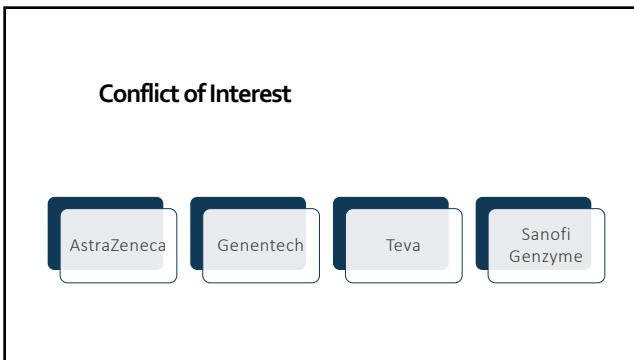 Conflict of Interest
AstraZeneca
Genentech
Teva
Sanofi
Genzyme